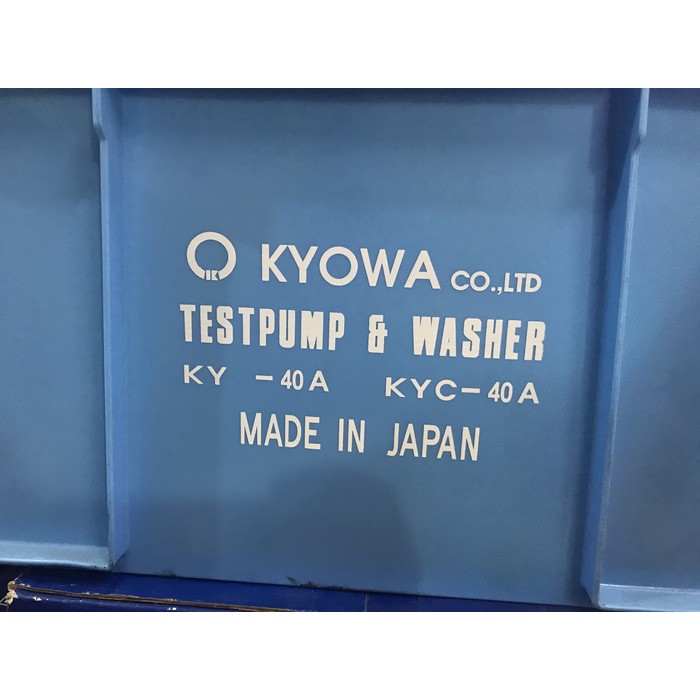 KYOWA CO.,LTD
TESTPUMP & WASHER
KY -40A KYC-40A
MADE IN JAPAN